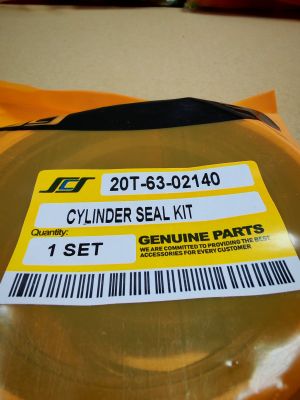 SCS
20T-63-02140
CYLINDER SEAL KIT
Quantity:
1 SET
GENUINE PARTS
WE ARE COMMITTED TO PROVIDING THE BEST
ACCESSORIES FOR EVERY CUSTOMER